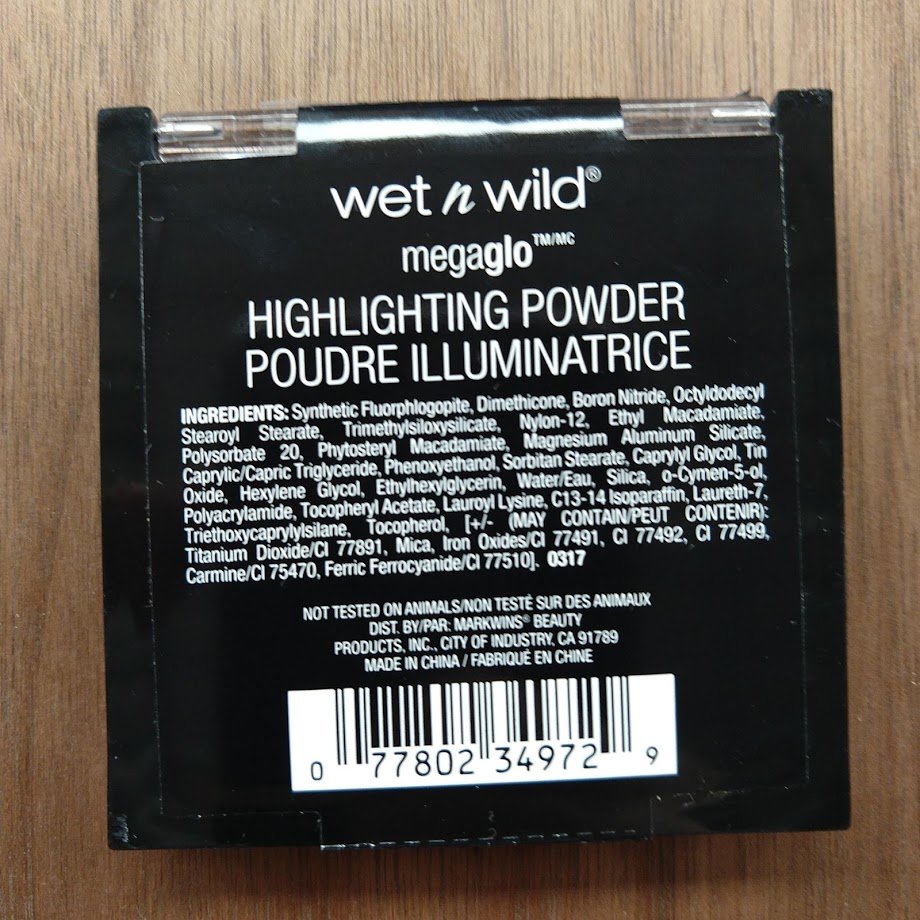 wet n wild®
megaglo™/MC
HIGHLIGHTING POWDER
POUDRE ILLUMINATRICE
INGREDIENTS: Synthetic Fluorphlogopite, Dimethicone, Boron Nitride, Octyldodecyl
Stearoyl Stearate, Trimethylsiloxysilicate, Nylon-12, Ethyl Macadamiate,
Polysorbate 20, Phytosteryl Macadamiate, Magnesium Aluminum Silicate,
Caprylic/Capric Triglyceride, Phenoxyethanol, Sorbitan Stearate, Caprylyl Glycol, Tin
Oxide, Hexylene Glycol, Ethylhexylglycerin, Water/Eau, Silica, o-Cymen-5-ol,
Polyacrylamide, Tocopheryl Acetate, Lauroyl Lysine, C13-14 Isoparaffin, Laureth-7,
Triethoxycaprylylsilane, Tocopherol, [+/- (MAY CONTAIN/PEUT CONTENIR):
Titanium Dioxide/CI 77891, Mica, Iron Oxides/CI 77491, CI 77492, CI 77499,
Carmine/CI 75470, Ferric Ferrocyanide/CI 77510]. 0317
NOT TESTED ON ANIMALS/NON TESTÉ SUR DES ANIMAUX
DIST. BY/PAR: MARKWINS® BEAUTY
PRODUCTS, INC., CITY OF INDUSTRY, CA 91789
MADE IN CHINA / FABRIQUÉ EN CHINE
0 77802 34972 9